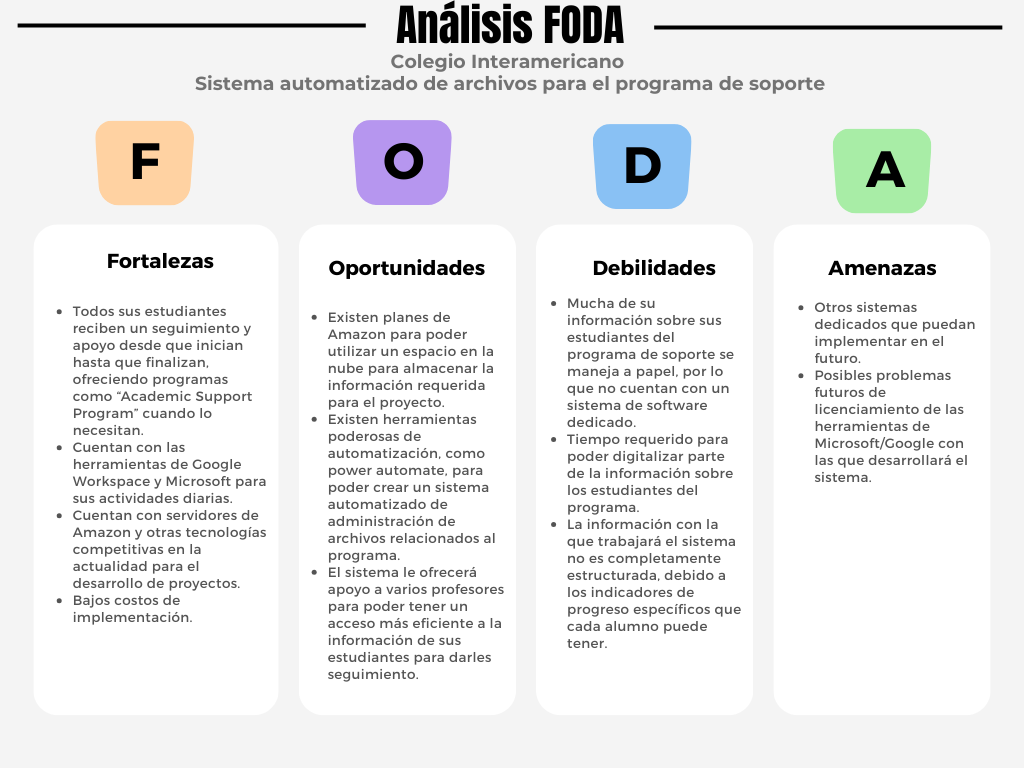 Análisis FODA
Colegio Interamericano
Sistema automatizado de archivos para el programa de soporte
F
O
D
A
Fortalezas
• Todos sus estudiantes
reciben un seguimiento y
apoyo desde que inician
hasta que finalizan,
ofreciendo programas
como “Academic Support
Program” cuando lo
necesitan.
• Cuentan con las
herramientas de Google
Workspace y Microsoft para
sus actividades diarias.
• Cuentan con servidores de
Amazon y otras tecnologías
competitivas en la
actualidad para el
desarrollo de proyectos.
• Bajos costos de
implementación.
Oportunidades
• Existen planes de
Amazon para poder
utilizar un espacio en la
nube para almacenar la
información requerida
para el proyecto.
• Existen herramientas
poderosas de
automatización, como
power automate, para
poder crear un sistema
automatizado de
administración de
archivos relacionados al
programa.
• El sistema le ofrecerá
apoyo a varios profesores
para poder tener un
acceso más eficiente a la
información de sus
estudiantes para darles
seguimiento.
Debilidades
• Mucha de su
información sobre sus
estudiantes del
programa de soporte se
maneja a papel, por lo
que no cuentan con un
sistema de software
dedicado.
• Tiempo requerido para
poder digitalizar parte
de la información sobre
los estudiantes del
programa.
• La información con la
que trabajará el sistema
no es completamente
estructurada, debido a
los indicadores de
progreso específicos que
cada alumno puede
tener.
Amenazas
• Otros sistemas
dedicados que puedan
implementar en el
futuro.
• Posibles problemas
futuros de
licenciamiento de las
herramientas de
Microsoft/Google con
las que desarrollará el
sistema.